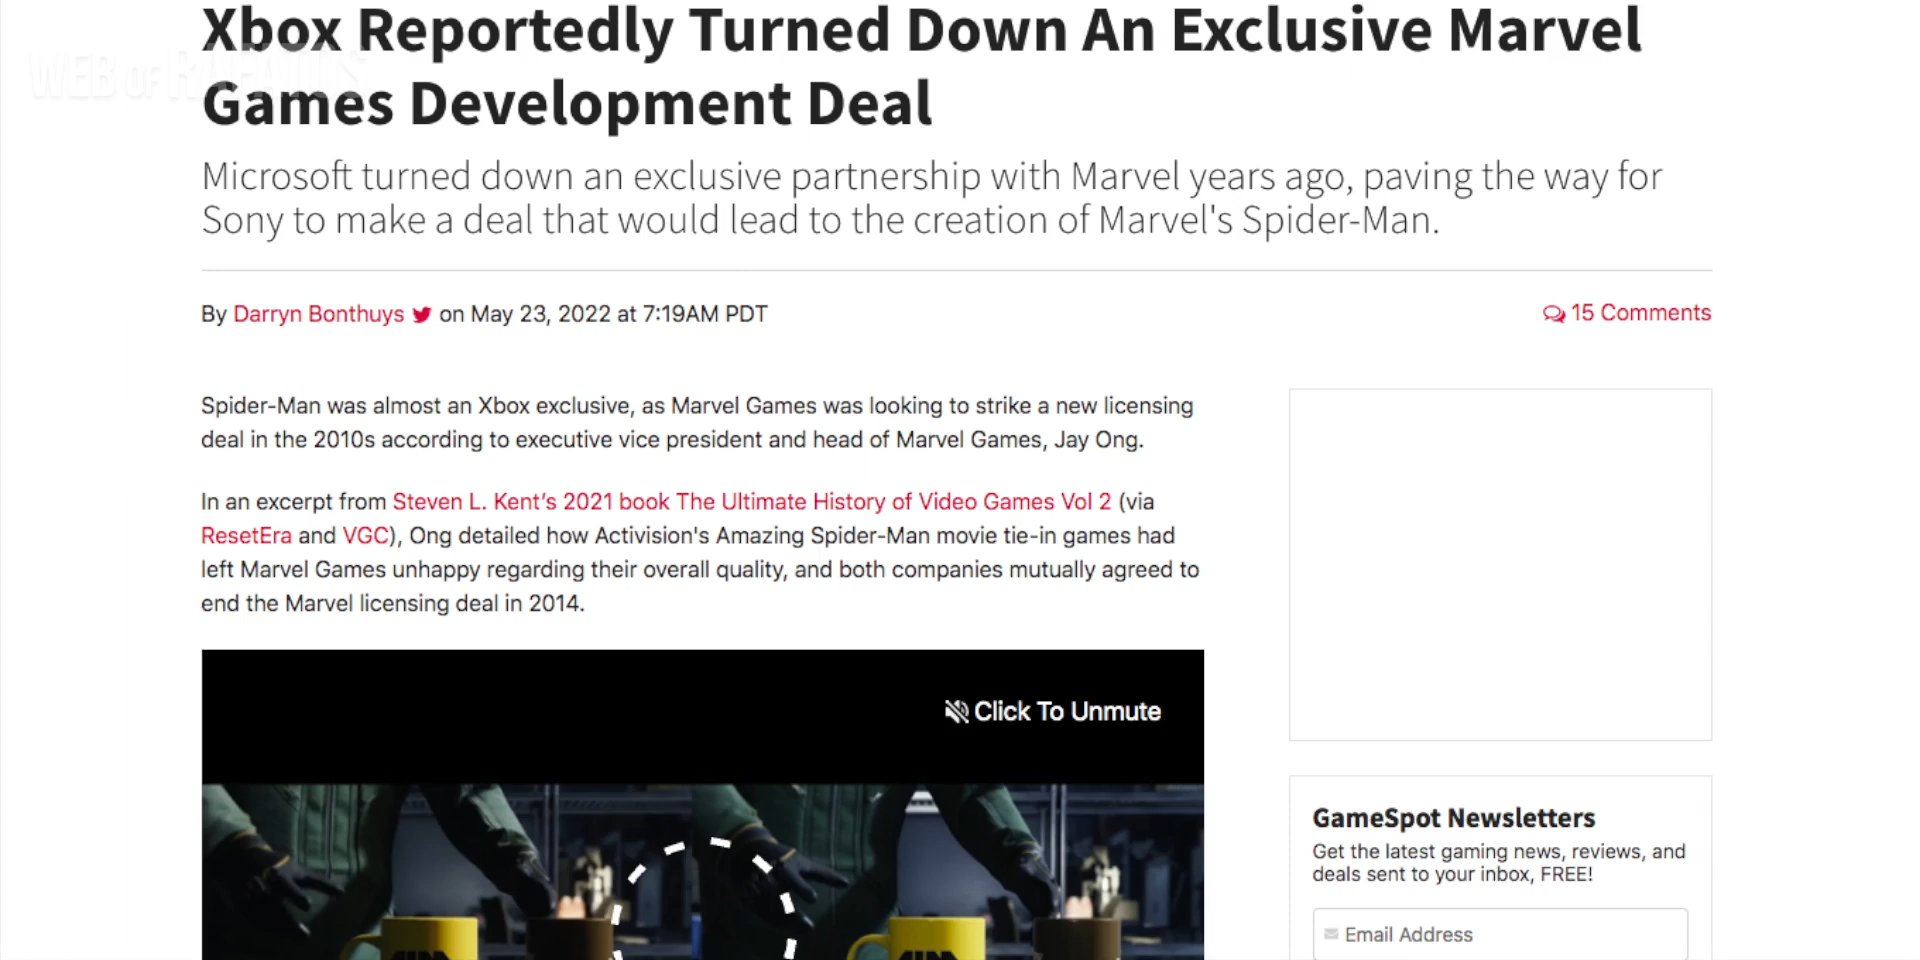 Xbox Reportedly Turned Down An Exclusive Marvel
WEB OF
Games Development Deal
Microsoft turned down an exclusive partnership with Marvel years ago, paving the way for
Sony to make a deal that would lead to the creation of Marvel's Spider-Man.
By Darryn Bonthuys on May 23, 2022 at 7:19AM PDT
15 Comments
Spider-Man was almost an Xbox exclusive, as Marvel Games was looking to strike a new licensing
deal in the 2010s according to executive vice president and head of Marvel Games, Jay Ong.
In an excerpt from Steven L. Kent's 2021 book The Ultimate History of Video Games Vol 2 (via
ResetEra and VGC), Ong detailed how Activision's Amazing Spider-Man movie tie-in games had
left Marvel Games unhappy regarding their overall quality, and both companies mutually agreed to
end the Marvel licensing deal in 2014.
Click To Unmute
GameSpot Newsletters
Get the latest gaming news, reviews, and
deals sent to your inbox, FREE!
Email Address